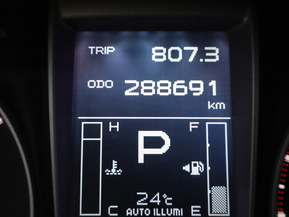 TRIP 807.3
ODO 288691
km
H F
P
24°C
C AUTO ILLUMI E